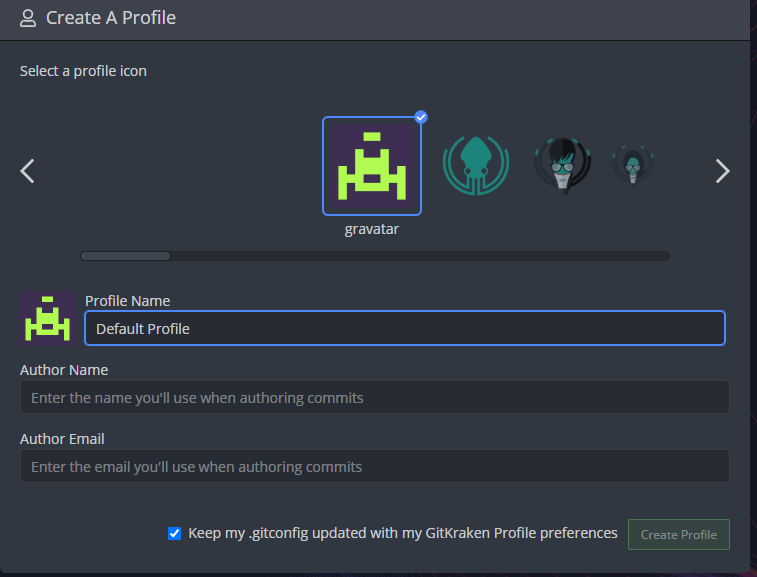 Create A Profile
Select a profile icon
gravatar
Profile Name
Default Profile
Author Name
Enter the name you'll use when authoring commits
Author Email
Enter the email you'll use when authoring commits
Keep my .gitconfig updated with my GitKraken Profile preferences
Create Profile